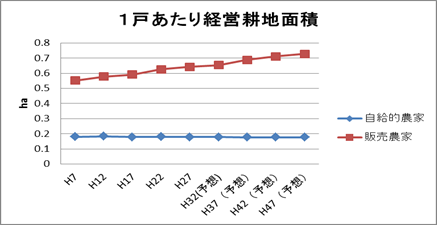 １戸あたり経営耕地面積
0.8
0.7
0.6
0.5
0.4
0.3
0.2
0.1
0
ha
H7
H12
H17
H22
H27
H32(予想)
H37（予想）
H42（予想）
H47（予想）
自給的農家
販売農家